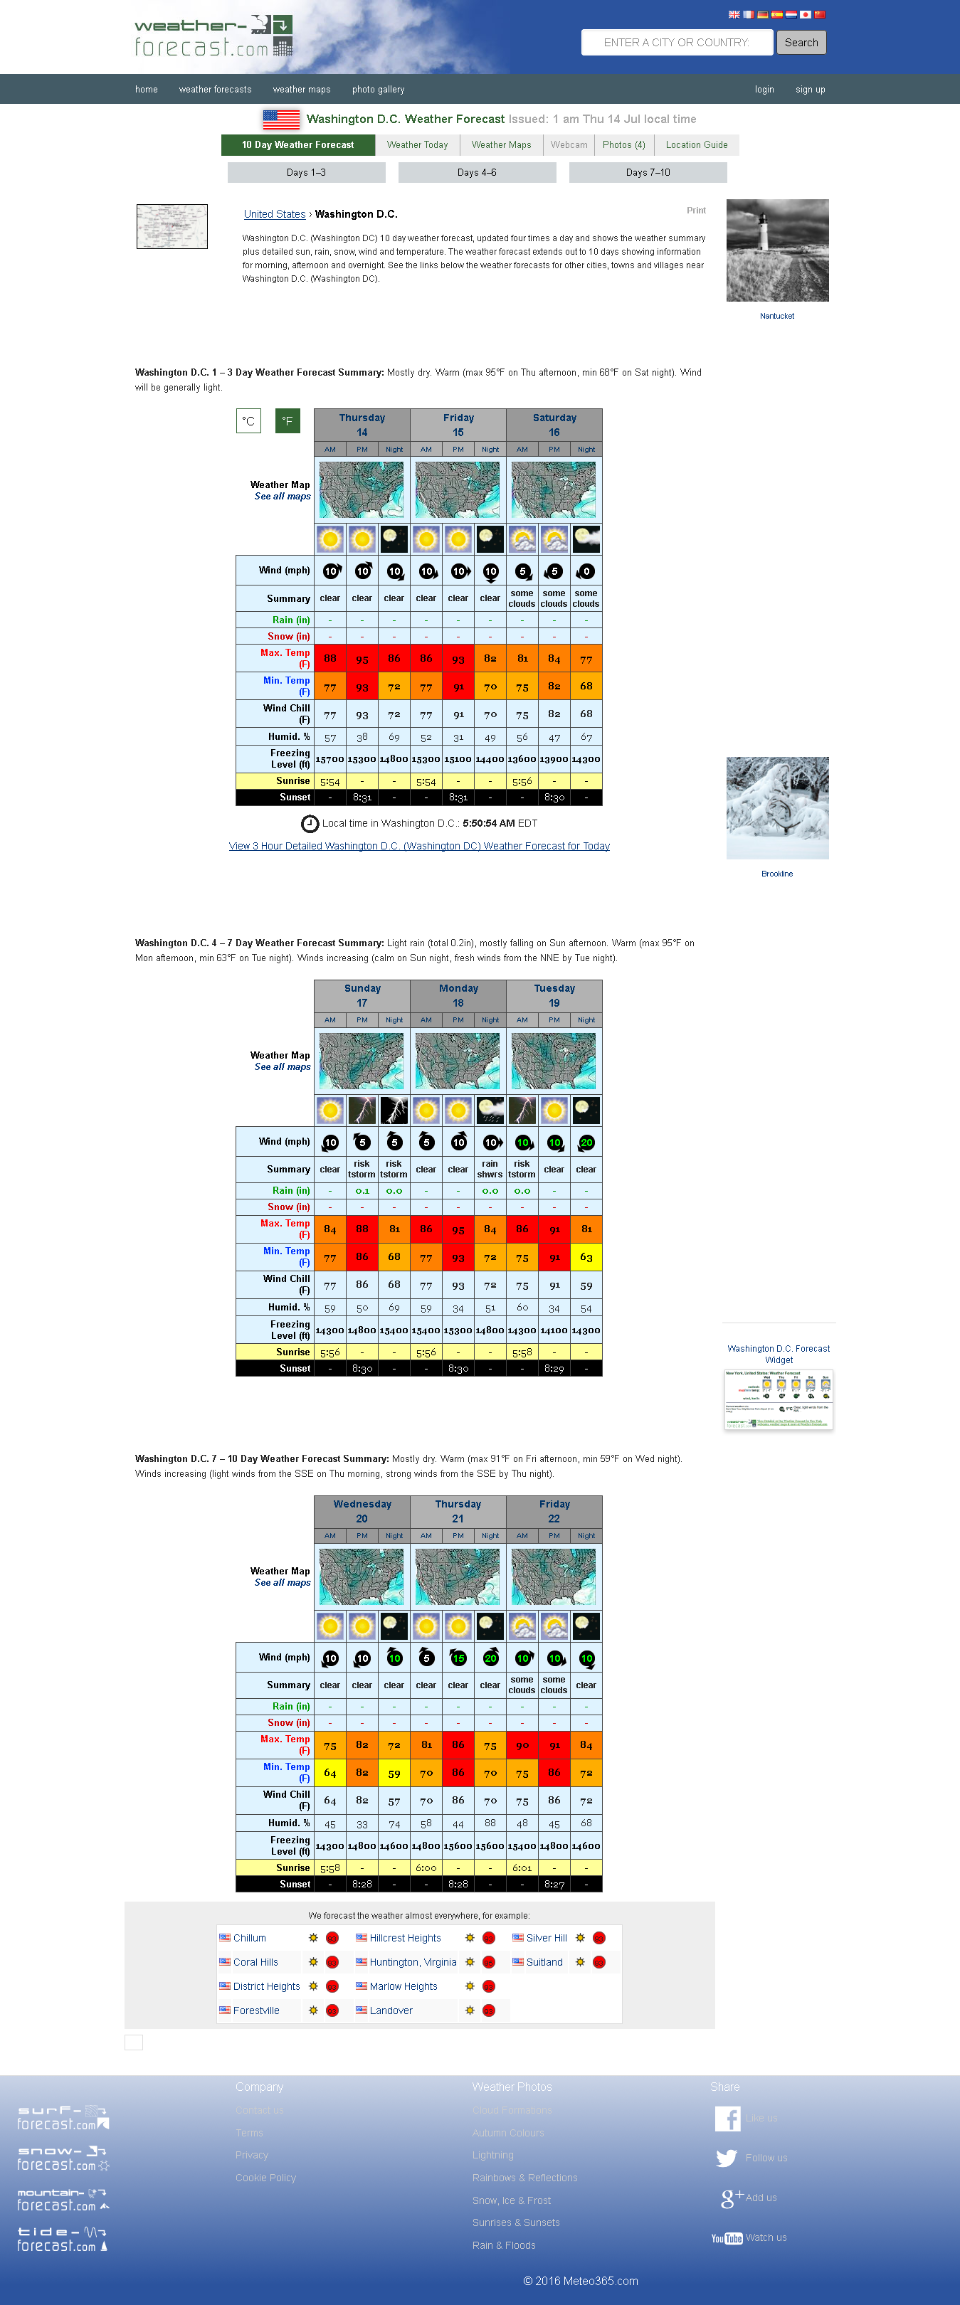 weather-
forecast.com
ENTER A CITY OR COUNTRY:
Search
home weather forecasts weather maps photo gallery login sign up
Washington D.C. Weather Forecast Issued: 1 am Thu 14 Jul local time
10 Day Weather Forecast Weather Today Weather Maps Webcam Photos (4) Location Guide
Days 1–3 Days 4–6 Days 7–10
United States › Washington D.C.
Print
Washington D.C. (Washington DC) 10 day weather forecast, updated four times a day and shows the weather summary
plus detailed sun, rain, snow, wind and temperature. The weather forecast extends out to 10 days showing information
for morning, afternoon and overnight. See the links below the weather forecasts for other cities, towns and villages near
Washington D.C. (Washington DC).
Nantucket
Washington D.C. 1 – 3 Day Weather Forecast Summary: Mostly dry. Warm (max 95°F on Thu afternoon, min 68°F on Sat night). Wind
will be generally light.
°C °F
Thursday Friday Saturday
14 15 16
AM PM Night AM PM Night AM PM Night
Weather Map
See all maps
Wind (mph) 10 10 10 10 10 10 5 5 0
Summary clear clear clear clear clear clear some clouds some clouds some clouds
Rain (in) - - - - - - - - -
Snow (in) - - - - - - - - -
Max. Temp (F) 88 95 86 86 93 82 81 84 77
Min. Temp (F) 77 93 72 77 91 70 75 82 68
Wind Chill (F) 77 93 72 77 91 70 75 82 68
Humid. % 57 38 69 52 31 49 56 47 67
Freezing Level (ft) 15700 15300 14800 15300 15100 14400 13600 13900 14300
Sunrise 5:54 - - 5:54 - - 5:56 - -
Sunset - 8:31 - - 8:31 - - 8:30 -
Local time in Washington D.C.: 5:50:54 AM EDT
View 3 Hour Detailed Washington D.C. (Washington DC) Weather Forecast for Today
Brookline
Washington D.C. 4 – 7 Day Weather Forecast Summary: Light rain (total 0.2in), mostly falling on Sun afternoon. Warm (max 95°F on
Mon afternoon, min 63°F on Tue night). Winds increasing (calm on Sun night, fresh winds from the NNE by Tue night).
Sunday Monday Tuesday
17 18 19
AM PM Night AM PM Night AM PM Night
Weather Map
See all maps
Wind (mph) 10 5 5 5 10 10 10 10 20
Summary clear risk tstorm risk tstorm clear clear rain shwrs risk tstorm clear clear
Rain (in) - 0.1 0.0 - - 0.0 0.0 - -
Snow (in) - - - - - - - - -
Max. Temp (F) 84 88 81 86 95 84 86 91 81
Min. Temp (F) 77 86 68 77 93 72 75 91 63
Wind Chill (F) 77 86 68 77 93 72 75 91 59
Humid. % 59 50 69 59 34 51 60 34 54
Freezing Level (ft) 14300 14800 15400 15400 15300 14800 14300 14100 14300
Sunrise 5:56 - - 5:56 - - 5:58 - -
Sunset - 8:30 - - 8:30 - - 8:29 -
Washington D.C. Forecast
Widget
Washington D.C. 7 – 10 Day Weather Forecast Summary: Mostly dry. Warm (max 91°F on Fri afternoon, min 59°F on Wed night).
Winds increasing (light winds from the SSE on Thu morning, strong winds from the SSE by Thu night).
Wednesday Thursday Friday
20 21 22
AM PM Night AM PM Night AM PM Night
Weather Map
See all maps
Wind (mph) 10 10 10 5 15 20 10 10 10
Summary clear clear clear clear clear clear some clouds some clouds clear
Rain (in) - - - - - - - - -
Snow (in) - - - - - - - - -
Max. Temp (F) 75 82 72 81 86 75 90 91 84
Min. Temp (F) 64 82 59 70 86 70 75 86 72
Wind Chill (F) 64 82 57 70 86 70 75 86 72
Humid. % 45 33 74 58 44 88 48 45 68
Freezing Level (ft) 14300 14800 14600 14800 15600 15600 15400 14800 14600
Sunrise 5:58 - - 6:00 - - 6:01 - -
Sunset - 8:28 - - 8:28 - - 8:27 -
We forecast the weather almost everywhere, for example:
Chillum Hillcrest Heights Silver Hill
Coral Hills Huntington, Virginia Suitland
District Heights Marlow Heights
Forestville Landover
Company Weather Photos Share
surf-
forecast.com
snow-
forecast.com
mountain-
forecast.com
tide-
forecast.com
Contact us
Terms
Privacy
Cookie Policy
Cloud Formations
Autumn Colours
Lightning
Rainbows & Reflections
Snow, Ice & Frost
Sunrises & Sunsets
Rain & Floods
Like us
Follow us
g+ Add us
YouTube Watch us
© 2016 Meteo365.com